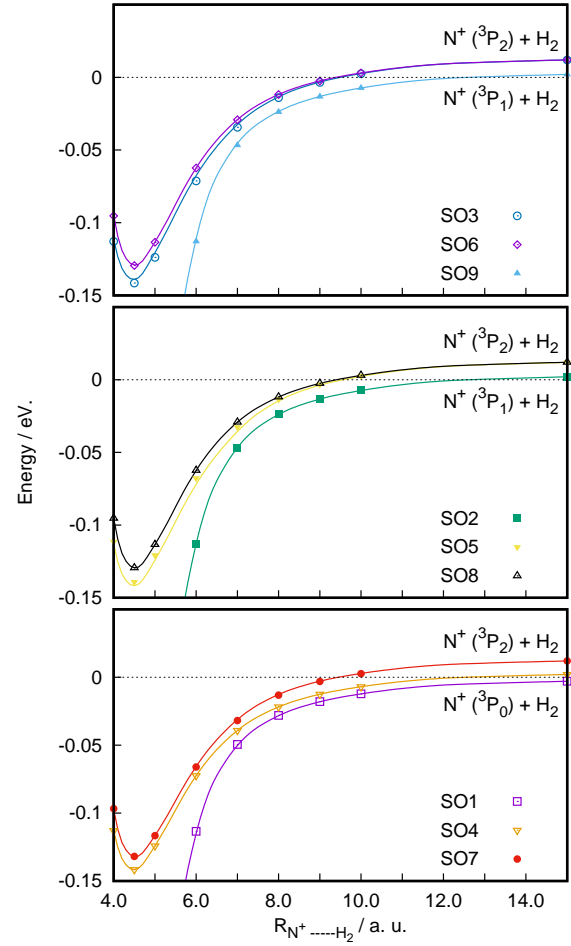 N+ (3P2) + H2
0
N+ (3P1) + H2
-0.05
-0.1
-0.15
SO3
SO6
SO9
N+ (3P2) + H2
0
N+ (3P1) + H2
-0.05
-0.1
-0.15
SO2
SO5
SO8
Energy / eV.
N+ (3P2) + H2
0
N+ (3P0) + H2
-0.05
-0.1
-0.15
SO1
SO4
SO7
4.0 6.0 8.0 10.0 12.0 14.0
RN+ -----H2 / a. u.